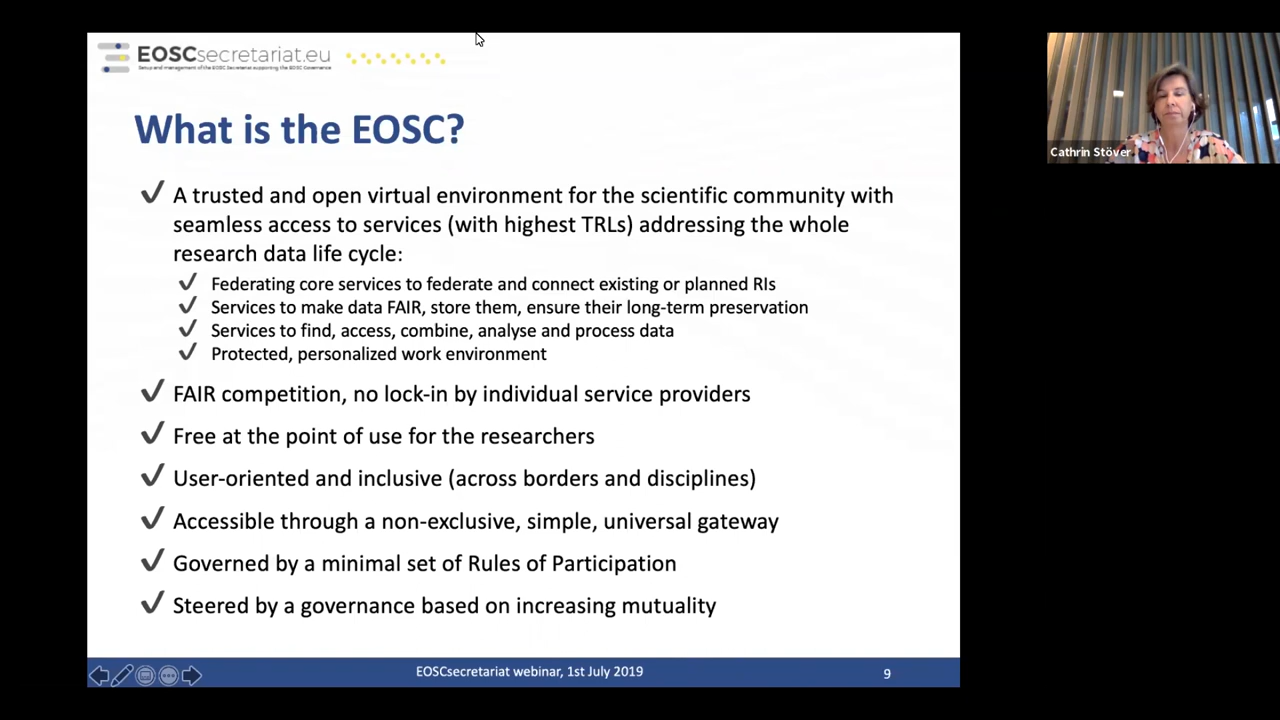 EOSCsecretariat.eu
Setup and management of the EOSC Secretariat supporting the EOSC Governance
What is the EOSC?
A trusted and open virtual environment for the scientific community with
seamless access to services (with highest TRLs) addressing the whole
research data life cycle:
Federating core services to federate and connect existing or planned RIs
Services to make data FAIR, store them, ensure their long-term preservation
Services to find, access, combine, analyse and process data
Protected, personalized work environment
FAIR competition, no lock-in by individual service providers
Free at the point of use for the researchers
User-oriented and inclusive (across borders and disciplines)
Accessible through a non-exclusive, simple, universal gateway
Governed by a minimal set of Rules of Participation
Steered by a governance based on increasing mutuality
EOSCsecretariat webinar, 1st July 2019
9
Cathrin Stöver